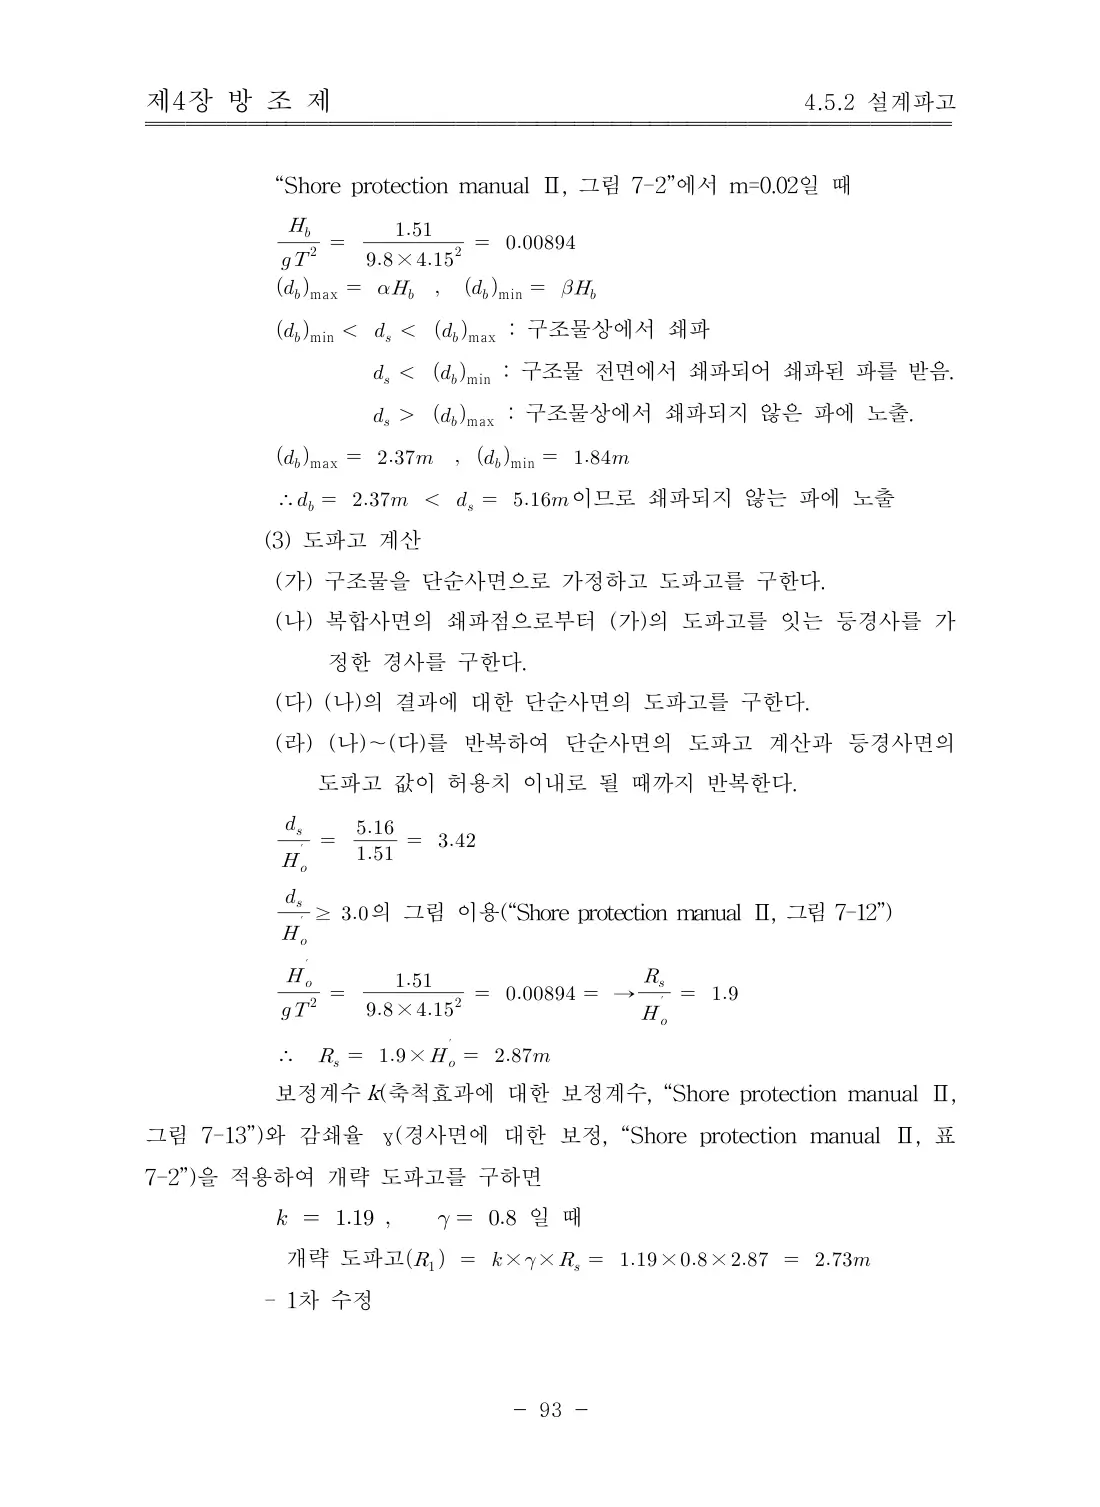 제4장 방 조 제 4.5.2 설계파고
“Shore protection manual Ⅱ, 그림 7-2”에서 m=0.02일 때
H_b / gT² = 1.51 / 9.8×4.15² = 0.00894
(d_b)_max = αH_b , (d_b)_min = βH_b
(d_b)_min < d_s < (d_b)_max : 구조물상에서 쇄파
d_s < (d_b)_min : 구조물 전면에서 쇄파되어 쇄파된 파를 받음.
d_s > (d_b)_max : 구조물상에서 쇄파되지 않은 파에 노출.
(d_b)_max = 2.37m , (d_b)_min = 1.84m
∴d_b = 2.37m < d_s = 5.16m이므로 쇄파되지 않는 파에 노출
(3) 도파고 계산
(가) 구조물을 단순사면으로 가정하고 도파고를 구한다.
(나) 복합사면의 쇄파점으로부터 (가)의 도파고를 잇는 등경사를 가
정한 경사를 구한다.
(다) (나)의 결과에 대한 단순사면의 도파고를 구한다.
(라) (나)～(다)를 반복하여 단순사면의 도파고 계산과 등경사면의
도파고 값이 허용치 이내로 될 때까지 반복한다.
d_s / H_o′ = 5.16 / 1.51 = 3.42
d_s / H_o′ ≥ 3.0의 그림 이용(“Shore protection manual Ⅱ, 그림 7-12”)
H_o′ / gT² = 1.51 / 9.8×4.15² = 0.00894 = → R_s / H_o′ = 1.9
∴ R_s = 1.9×H_o′ = 2.87m
보정계수 k(축척효과에 대한 보정계수, “Shore protection manual Ⅱ,
그림 7-13”)와 감쇄율 ɣ(경사면에 대한 보정, “Shore protection manual Ⅱ, 표
7-2”)을 적용하여 개략 도파고를 구하면
k = 1.19 , γ = 0.8 일 때
개략 도파고(R_1) = k×γ×R_s = 1.19×0.8×2.87 = 2.73m
- 1차 수정
- 93 -